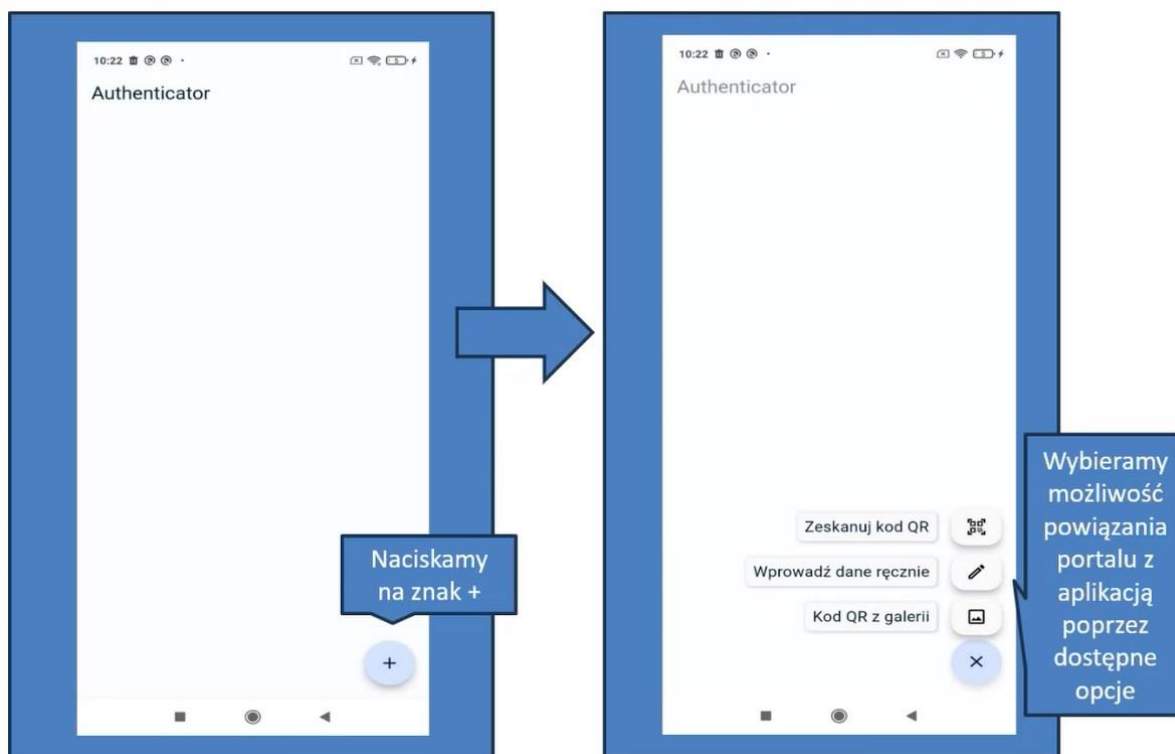 10:22
Authenticator
Naciskamy
na znak +
+
10:22
Authenticator
Zeskanuj kod QR
Wprowadź dane ręcznie
Kod QR z galerii
Wybieramy
możliwość
powiązania
portalu z
aplikacją
poprzez
dostępne
opcje